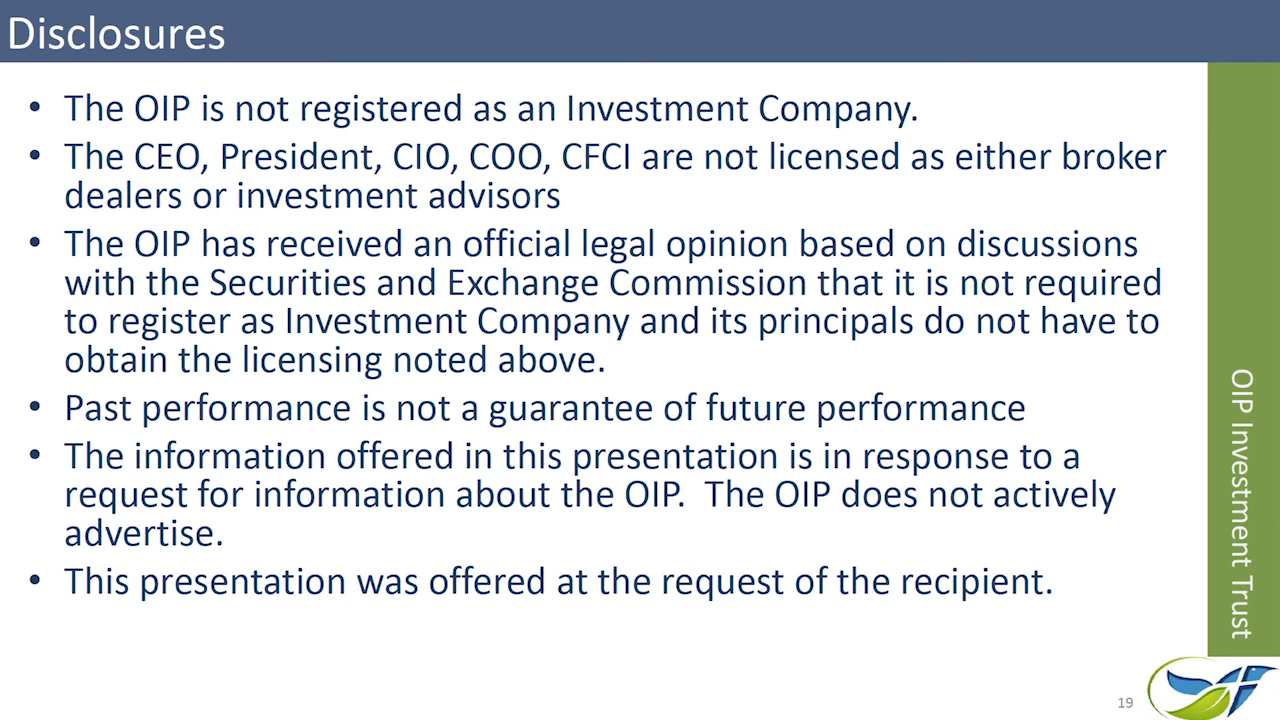 Disclosures
• The OIP is not registered as an Investment Company.
• The CEO, President, CIO, COO, CFCI are not licensed as either broker
dealers or investment advisors
• The OIP has received an official legal opinion based on discussions
with the Securities and Exchange Commission that it is not required
to register as Investment Company and its principals do not have to
obtain the licensing noted above.
• Past performance is not a guarantee of future performance
• The information offered in this presentation is in response to a
request for information about the OIP.  The OIP does not actively
advertise.
• This presentation was offered at the request of the recipient.
OIP Investment Trust
19